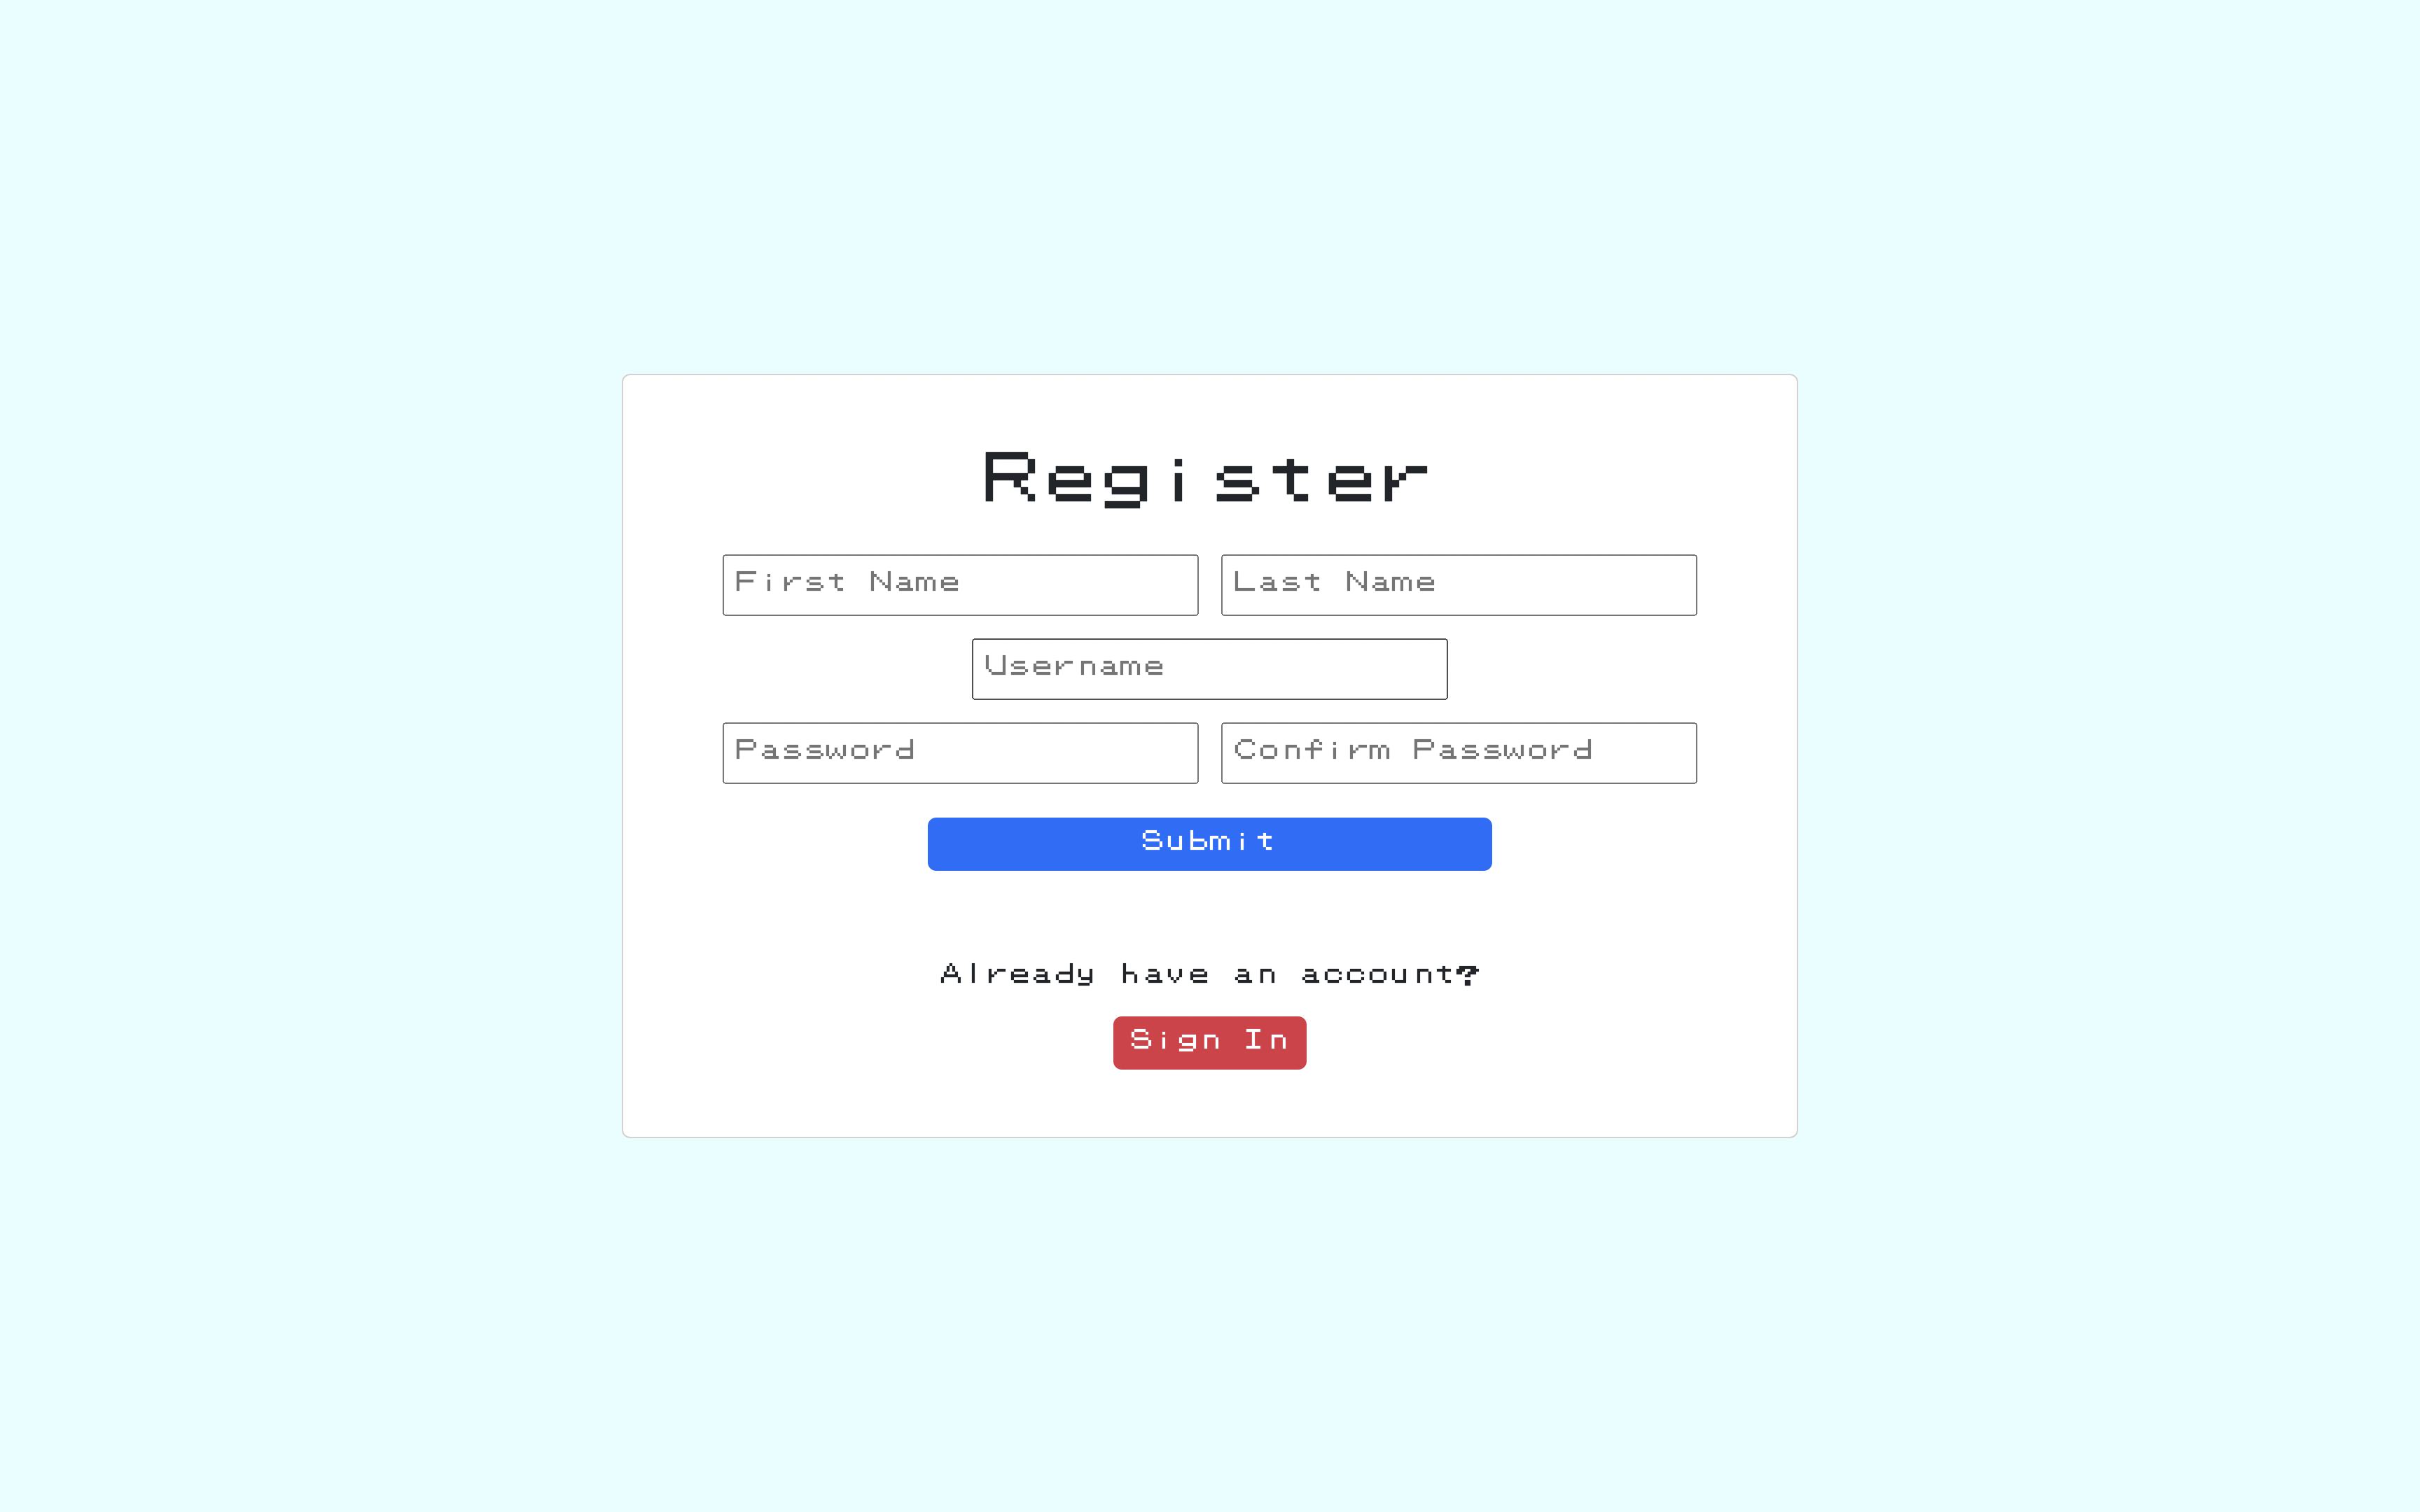 Register
First Name Last Name
Username
Password Confirm Password
Submit
Already have an account?
Sign In